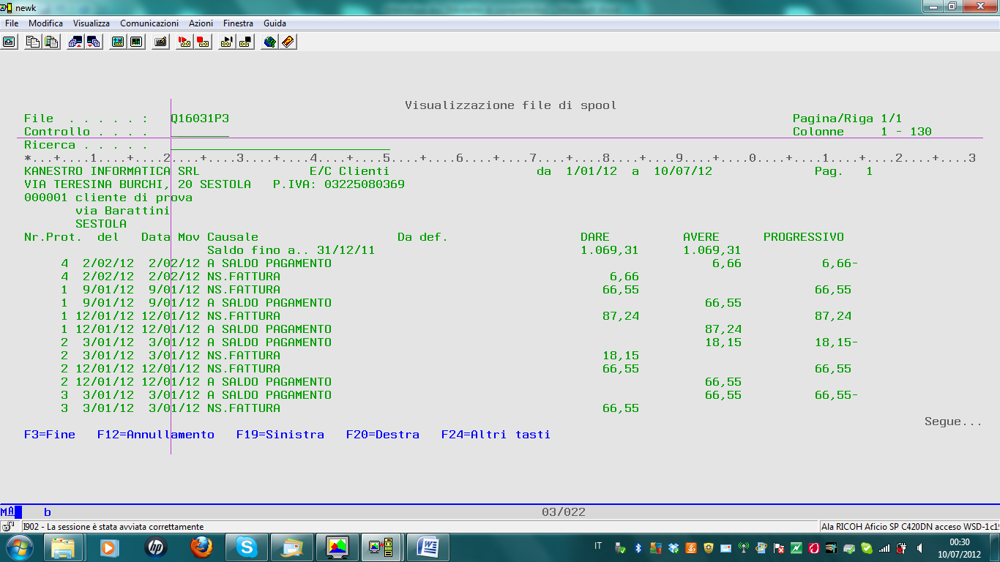 newk
File Modifica Visualizza Comunicazioni Azioni Finestra Guida
Visualizzazione file di spool
File . . . . . : Q16031P3 Pagina/Riga 1/1
Controllo . . . . Colonne 1 - 130
Ricerca . . . . .
*...+....1....+....2....+....3....+....4....+....5....+....6....+....7....+....8....+....9....+....0....+....1....+....2....+....3
KANESTRO INFORMATICA SRL E/C Clienti da 1/01/12 a 10/07/12 Pag. 1
VIA TERESINA BURCHI, 20 SESTOLA P.IVA: 03225080369
000001 cliente di prova
via Barattini
SESTOLA
Nr.Prot. del Data Mov Causale Da def. DARE AVERE PROGRESSIVO
Saldo fino a.. 31/12/11 1.069,31 1.069,31
4 2/02/12 2/02/12 A SALDO PAGAMENTO 6,66 6,66-
4 2/02/12 2/02/12 NS.FATTURA 6,66
1 9/01/12 9/01/12 NS.FATTURA 66,55 66,55
1 9/01/12 9/01/12 A SALDO PAGAMENTO 66,55
1 12/01/12 12/01/12 NS.FATTURA 87,24 87,24
1 12/01/12 12/01/12 A SALDO PAGAMENTO 87,24
2 3/01/12 3/01/12 A SALDO PAGAMENTO 18,15 18,15-
2 3/01/12 3/01/12 NS.FATTURA 18,15
2 12/01/12 12/01/12 NS.FATTURA 66,55 66,55
2 12/01/12 12/01/12 A SALDO PAGAMENTO 66,55
3 3/01/12 3/01/12 A SALDO PAGAMENTO 66,55 66,55-
3 3/01/12 3/01/12 NS.FATTURA 66,55
Segue...
F3=Fine F12=Annullamento F19=Sinistra F20=Destra F24=Altri tasti
MA b 03/022
I902 - La sessione è stata avviata correttamente Ala RICOH Aficio SP C420DN acceso WSD-1c19
IT 00:30
10/07/2012